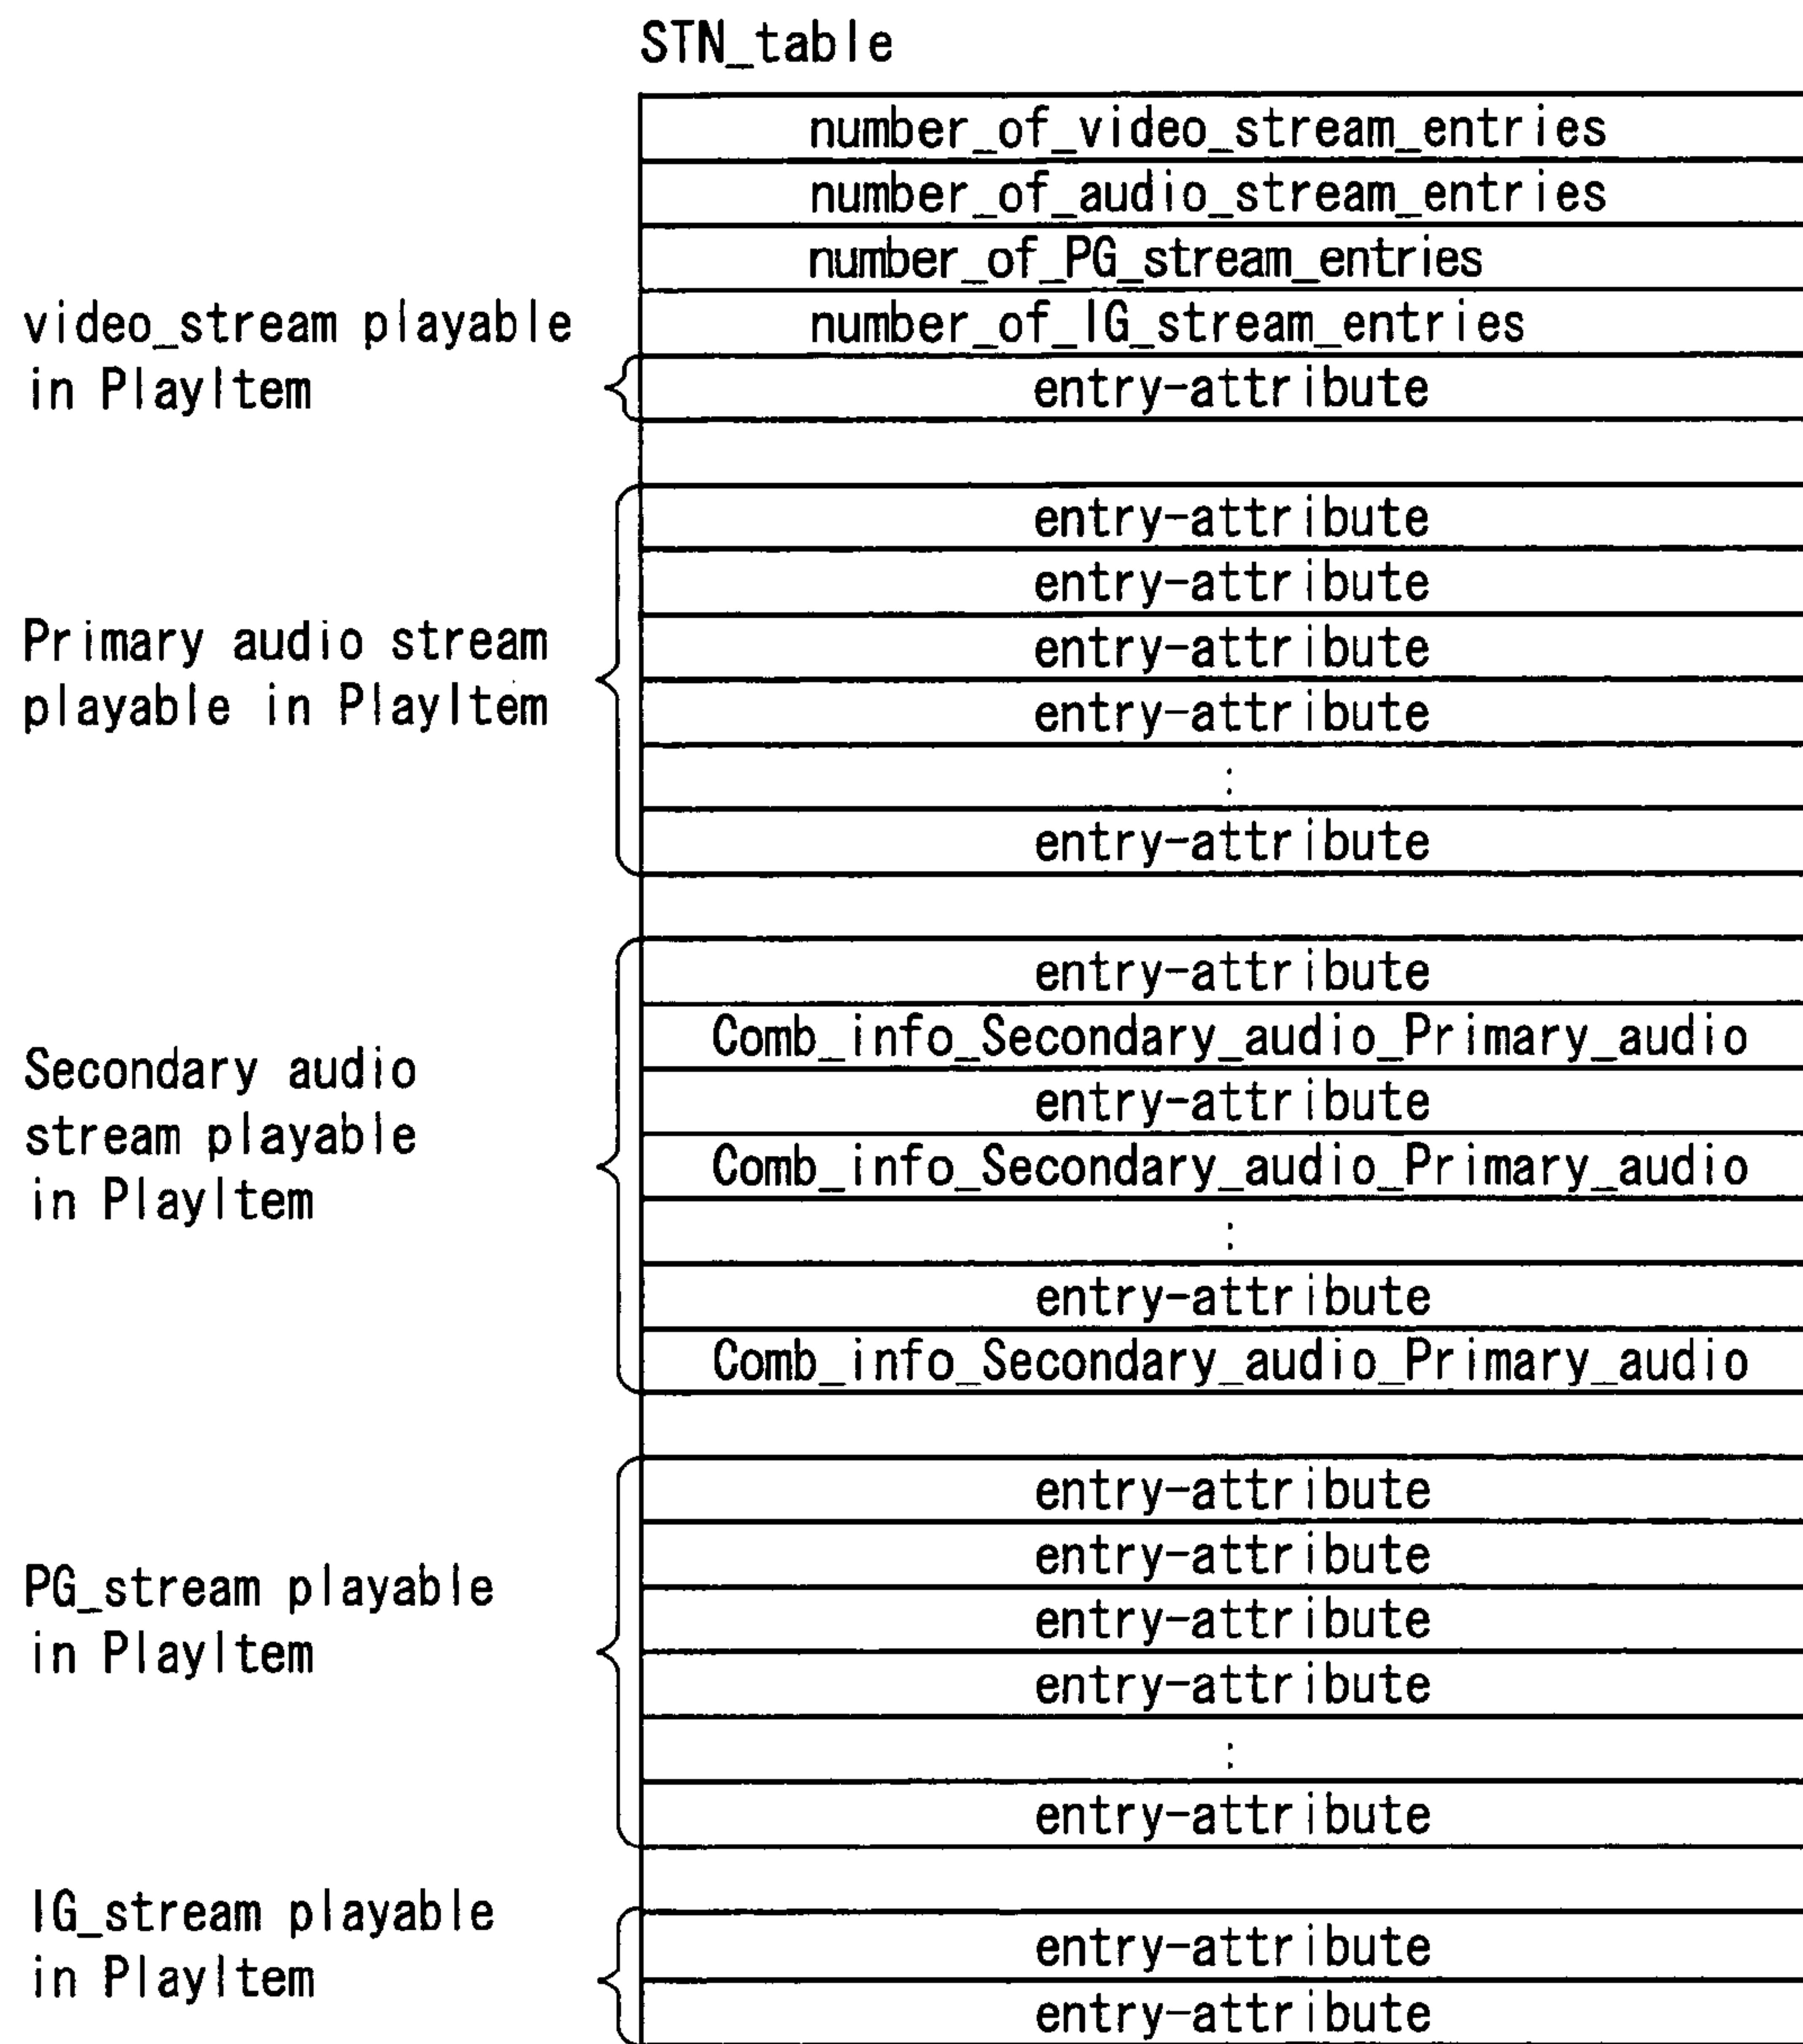 STN_table
number_of_video_stream_entries
number_of_audio_stream_entries
number_of_PG_stream_entries
number_of_IG_stream_entries
video_stream playable
in PlayItem
entry-attribute
Primary audio stream
playable in PlayItem
entry-attribute
entry-attribute
entry-attribute
entry-attribute
:
entry-attribute
Secondary audio
stream playable
in PlayItem
entry-attribute
Comb_info_Secondary_audio_Primary_audio
entry-attribute
Comb_info_Secondary_audio_Primary_audio
:
entry-attribute
Comb_info_Secondary_audio_Primary_audio
PG_stream playable
in PlayItem
entry-attribute
entry-attribute
entry-attribute
entry-attribute
:
entry-attribute
IG_stream playable
in PlayItem
entry-attribute
entry-attribute